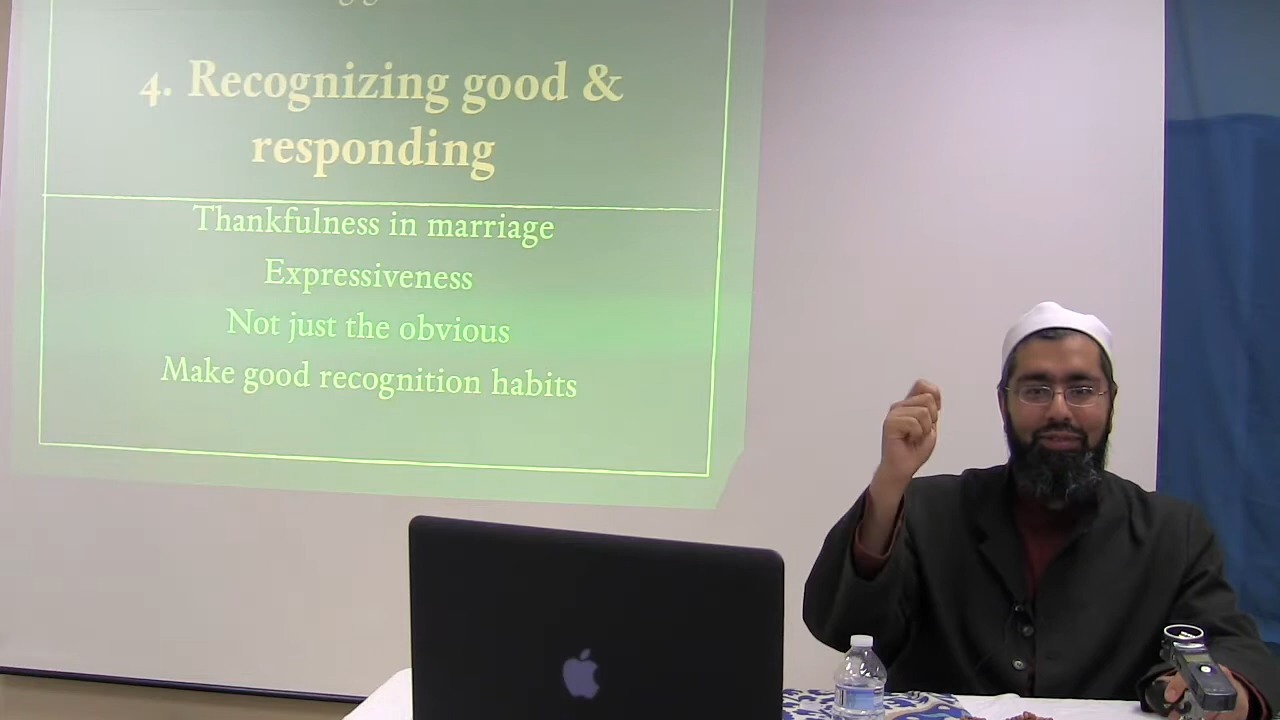 4. Recognizing good &
responding
Thankfulness in marriage
Expressiveness
Not just the obvious
Make good recognition habits